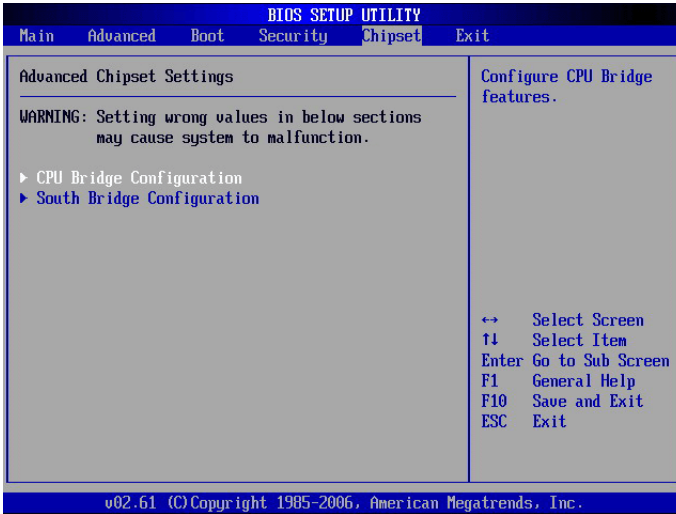 BIOS SETUP UTILITY
Main Advanced Boot Security Chipset Exit
Advanced Chipset Settings
WARNING: Setting wrong values in below sections
may cause system to malfunction.
▶ CPU Bridge Configuration
▶ South Bridge Configuration
Configure CPU Bridge
features.
↔ Select Screen
↑↓ Select Item
Enter Go to Sub Screen
F1 General Help
F10 Save and Exit
ESC Exit
v02.61 (C)Copyright 1985-2006, American Megatrends, Inc.